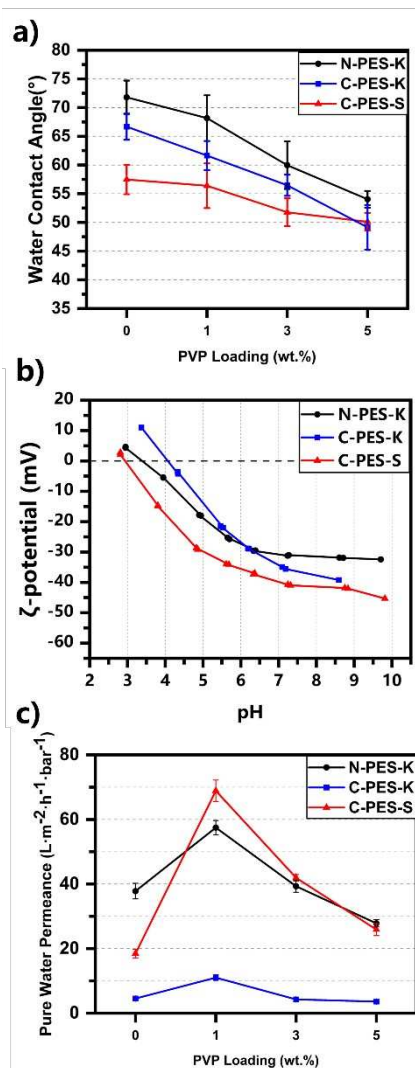 a)
Water Contact Angle(°)
80
75
70
65
60
55
50
45
40
35
N-PES-K
C-PES-K
C-PES-S
0 1 3 5
PVP Loading (wt.%)
b)
ζ-potential (mV)
20
10
0
-10
-20
-30
-40
-50
-60
N-PES-K
C-PES-K
C-PES-S
2 3 4 5 6 7 8 9 10
pH
c)
Pure Water Permeance (L·m⁻²·h⁻¹·bar⁻¹)
80
60
40
20
0
N-PES-K
C-PES-K
C-PES-S
0 1 3 5
PVP Loading (wt.%)